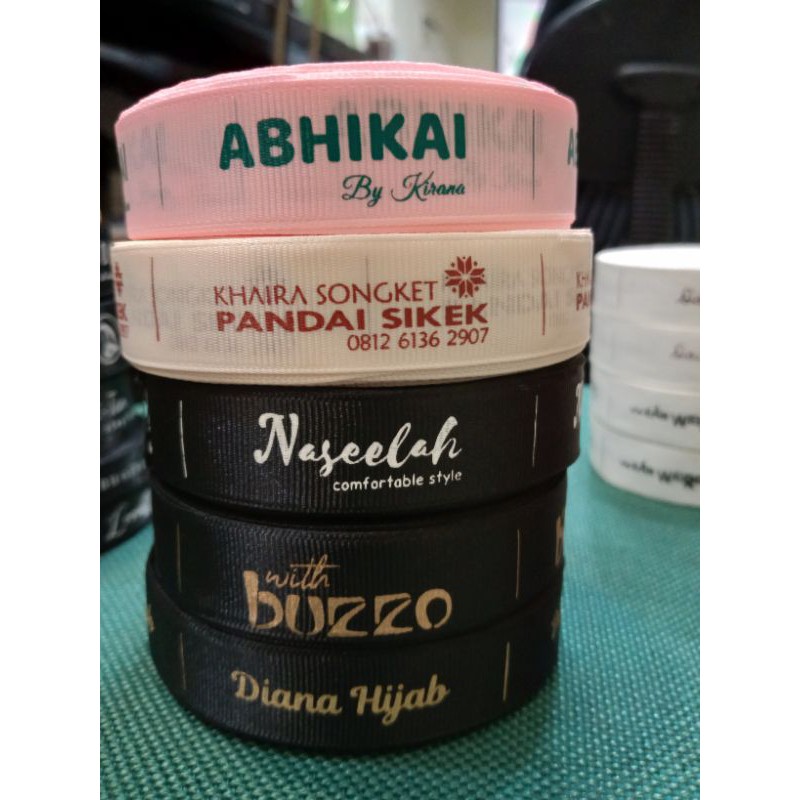 ABHIKAI
By Kirana
KHAIRA SONGKET
PANDAI SIKEK
0812 6136 2907
Naseelah
comfortable style
with
buzzo
Diana Hijab